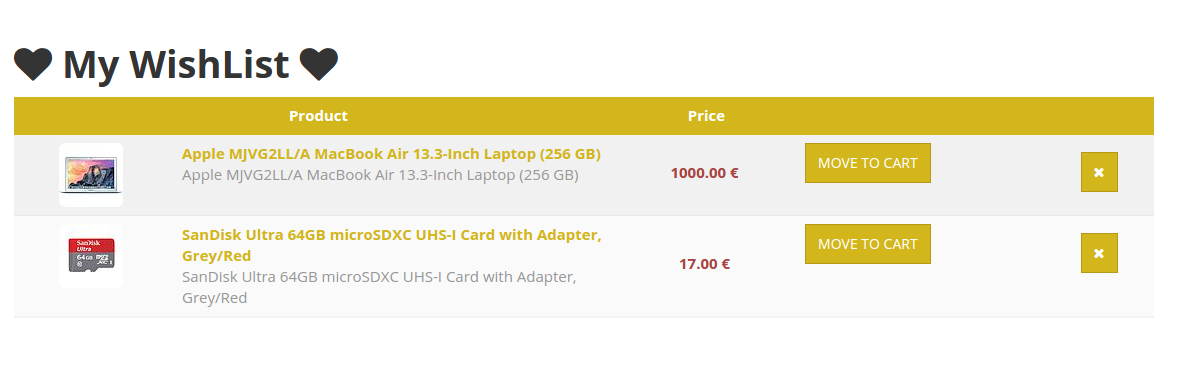 My WishList
Product Price
Apple MJVG2LL/A MacBook Air 13.3-Inch Laptop (256 GB)
Apple MJVG2LL/A MacBook Air 13.3-Inch Laptop (256 GB)
1000.00 €
MOVE TO CART
SanDisk
Ultra
64GB
SanDisk Ultra 64GB microSDXC UHS-I Card with Adapter,
Grey/Red
SanDisk Ultra 64GB microSDXC UHS-I Card with Adapter,
Grey/Red
17.00 €
MOVE TO CART